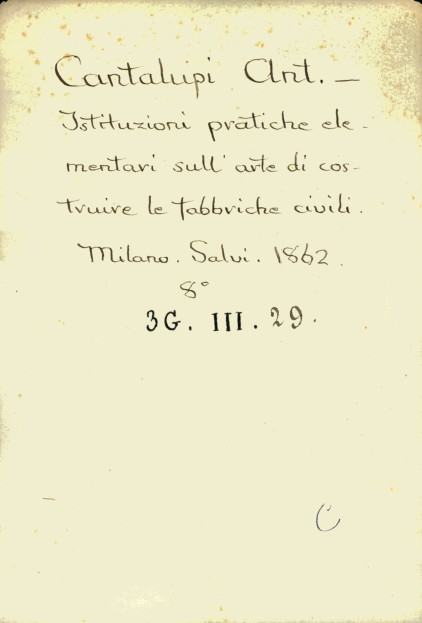 Cantalupi Ant. —
Istituzioni pratiche ele-
mentari sull' arte di cos-
truire le fabbriche civili.
Milano. Salvi. 1862.
8°
3G. III. 29.
C